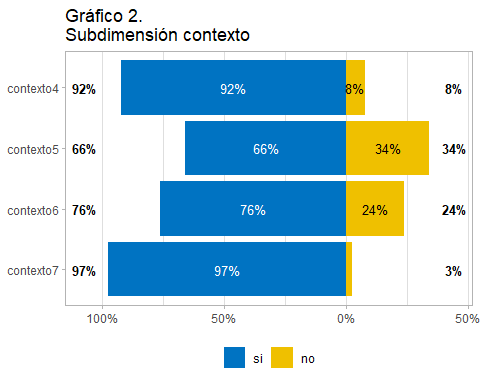 Gráfico 2.
Subdimensión contexto
contexto4 92% 92% 8% 8%
contexto5 66% 66% 34% 34%
contexto6 76% 76% 24% 24%
contexto7 97% 97% 3%
100% 50% 0% 50%
si no